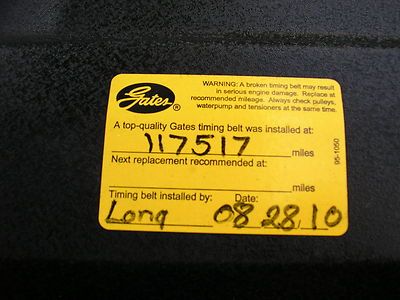 Gates®
WARNING: A broken timing belt may result
in serious engine damage. Replace at
recommended mileage. Always check pulleys,
waterpump and tensioners at the same time.
A top-quality Gates timing belt was installed at:
117517 miles
Next replacement recommended at:
miles
Timing belt installed by: Date:
Long 08 28 10
95-1050